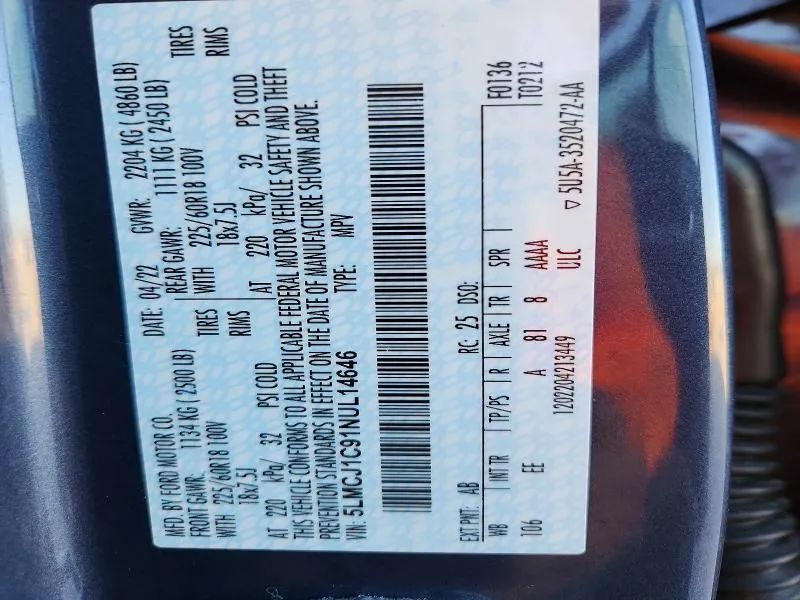 MFD. BY FORD MOTOR CO.
DATE: 04/22 GVWR: 2204 KG ( 4860 LB)
FRONT GAWR: 1134 KG ( 2500 LB) REAR GAWR: 1111 KG ( 2450 LB)
WITH 225/60R18 100V TIRES WITH 225/60R18 100V TIRES
18x7.5J RIMS 18x7.5J RIMS
AT 220 kPa/ 32 PSI COLD AT 220 kPa/ 32 PSI COLD
THIS VEHICLE CONFORMS TO ALL APPLICABLE FEDERAL MOTOR VEHICLE SAFETY AND THEFT
PREVENTION STANDARDS IN EFFECT ON THE DATE OF MANUFACTURE SHOWN ABOVE.
VIN: 5LMCJ1C91NUL14646 TYPE: MPV
F0136
EXT PNT: AB RC: 25 DSO: T0212
WB INT TR TP/PS R AXLE TR SPR
106 EE A 81 8 AAAA
ULC
1202204213449 ▽ 5U5A-3520472-AA